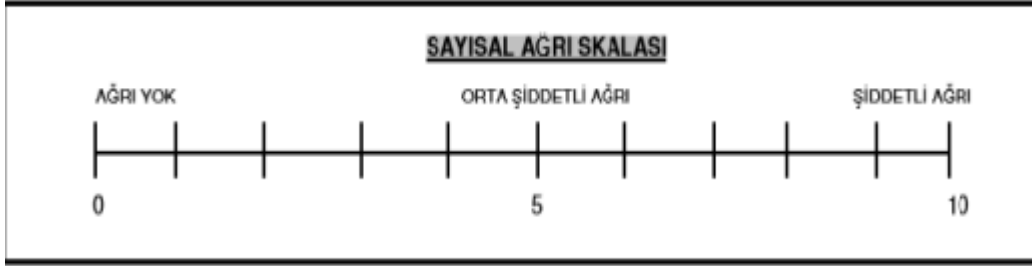 SAYISAL AĞRI SKALASI
AĞRI YOK ORTA ŞİDDETLİ AĞRI ŞİDDETLİ AĞRI
0 5 10